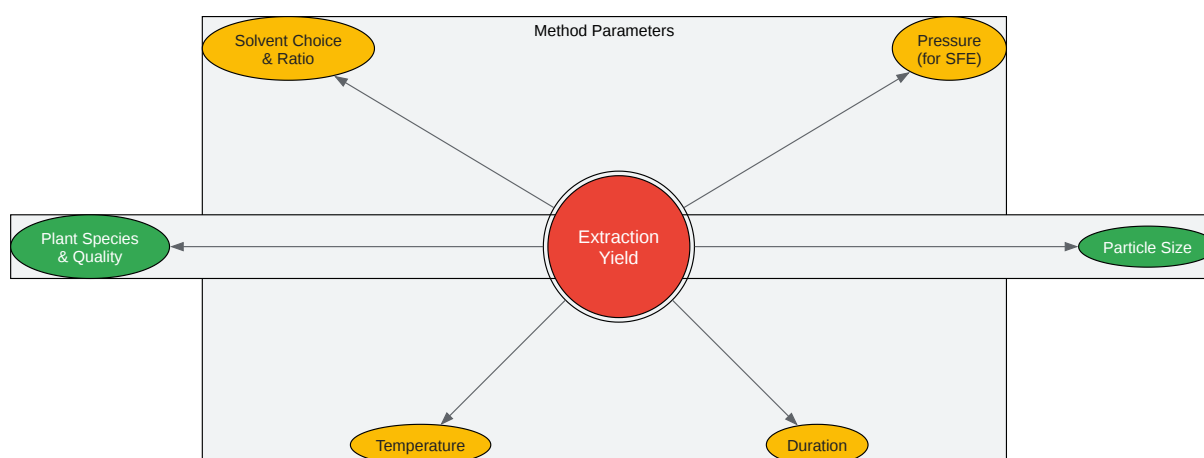 Method Parameters
Solvent Choice
& Ratio
Pressure
(for SFE)
Plant Species
& Quality
Extraction
Yield
Particle Size
Temperature
Duration